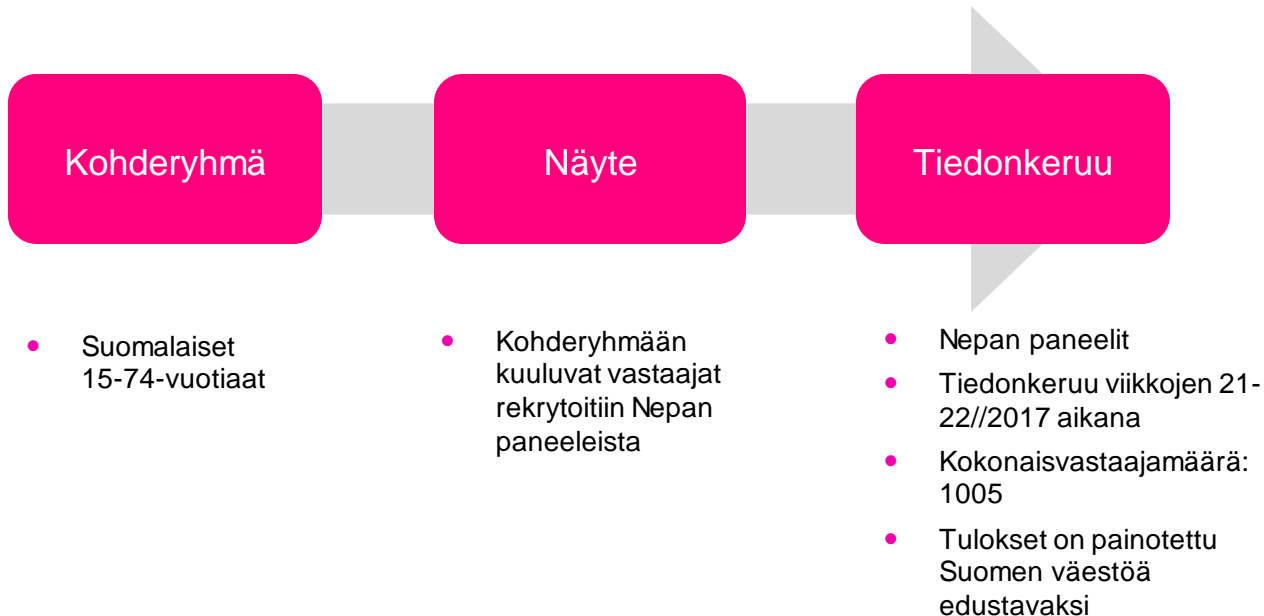 Kohderyhmä
Näyte
Tiedonkeruu
• Suomalaiset
15-74-vuotiaat
• Kohderyhmään
kuuluvat vastaajat
rekrytoitiin Nepan
paneeleista
• Nepan paneelit
• Tiedonkeruu viikkojen 21-
22//2017 aikana
• Kokonaisvastaajamäärä:
1005
• Tulokset on painotettu
Suomen väestöä
edustavaksi